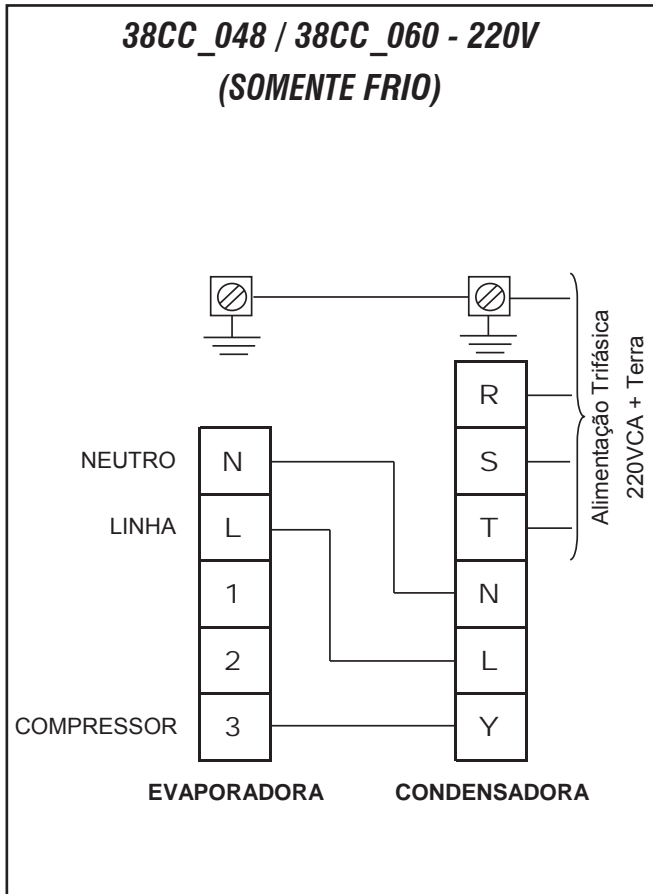 38CC_048 / 38CC_060 - 220V
(SOMENTE FRIO)
R
S
T
N
L
Y
Alimentação Trifásica
220VCA + Terra
NEUTRO
N
LINHA
L
1
2
COMPRESSOR
3
EVAPORADORA
CONDENSADORA